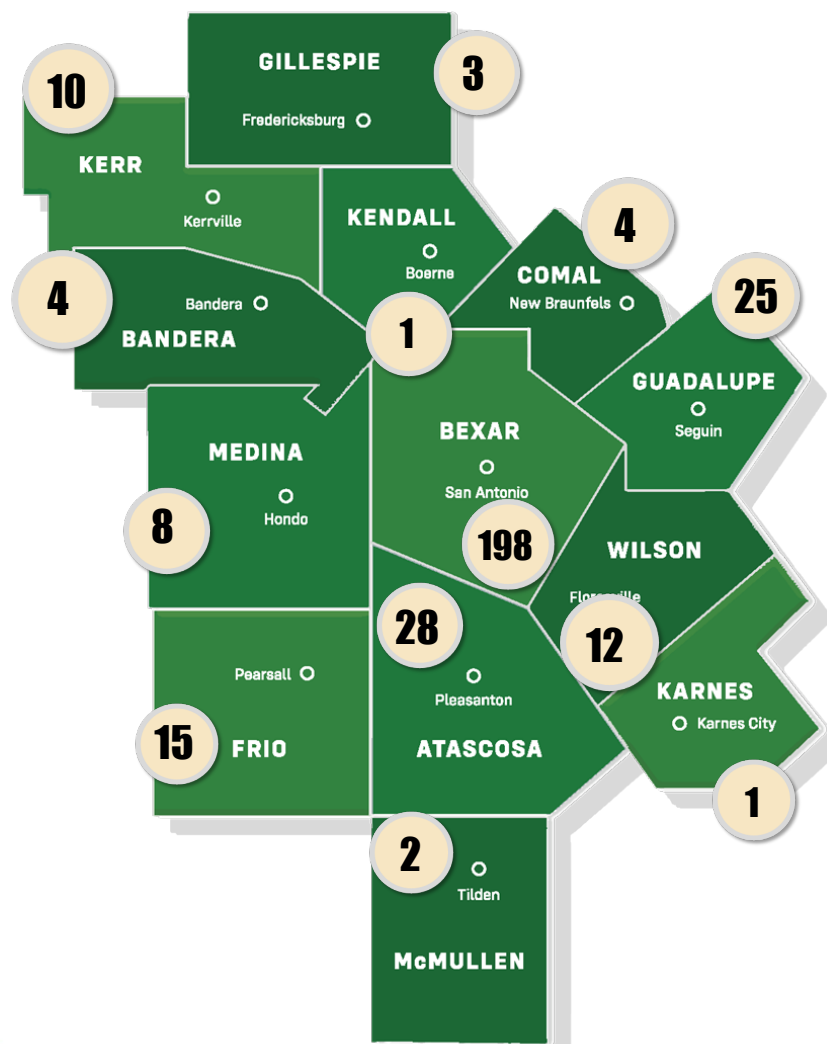 GILLESPIE
3
Fredericksburg
10
KERR
Kerrville
KENDALL
Boerne
1
4
COMAL
New Braunfels
4
Bandera
BANDERA
25
GUADALUPE
Seguin
MEDINA
Hondo
8
BEXAR
San Antonio
198
WILSON
12
28
Pleasanton
ATASCOSA
Pearsall
15
FRIO
KARNES
Karnes City
1
2
Tilden
McMULLEN